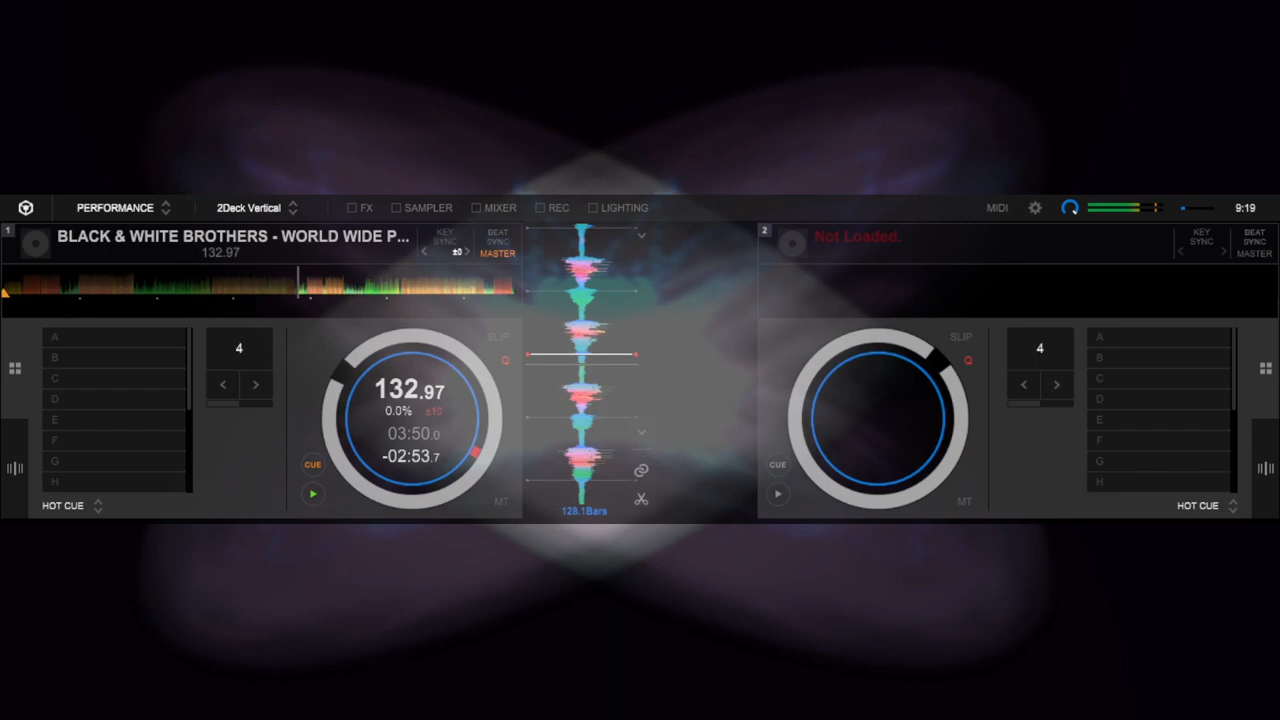 PERFORMANCE 2Deck Vertical FX SAMPLER MIXER REC LIGHTING MIDI 9:19
1 BLACK & WHITE BROTHERS - WORLD WIDE P...
132.97
KEY SYNC
±0
BEAT SYNC
MASTER
A
B
C
D
E
F
G
H
HOT CUE
4
SLIP
Q
132.97
0.0% ±10
03:50.0
-02:53.7
CUE
MT
128.1Bars
2 Not Loaded.
KEY SYNC
BEAT SYNC
MASTER
SLIP
Q
CUE
MT
4
A
B
C
D
E
F
G
H
HOT CUE